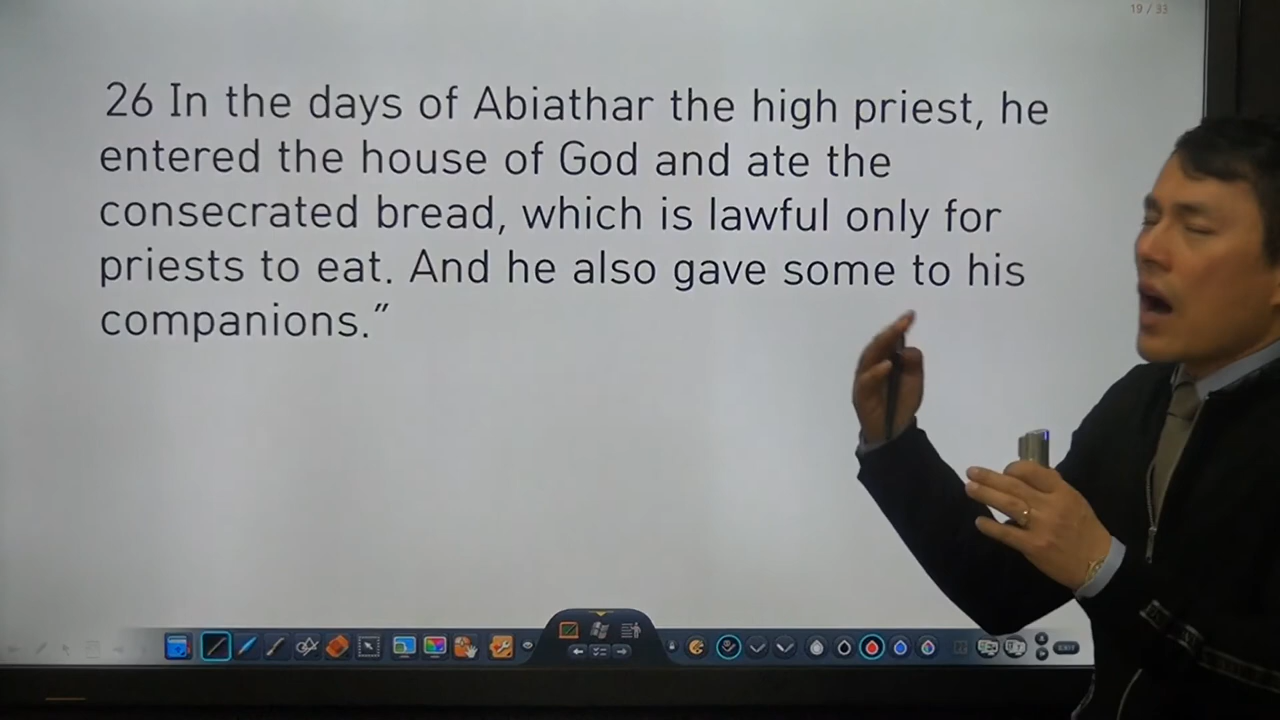 19 / 33
26 In the days of Abiathar the high priest, he
entered the house of God and ate the
consecrated bread, which is lawful only for
priests to eat. And he also gave some to his
companions.”
EXIT